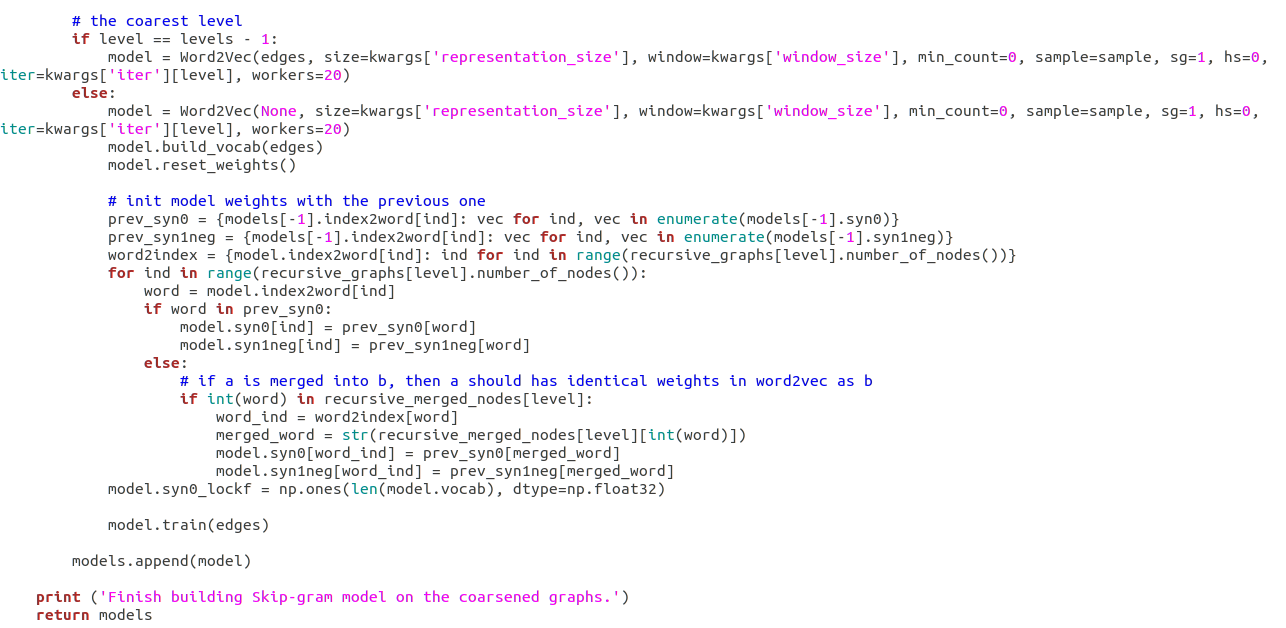 # the coarest level
        if level == levels - 1:
            model = Word2Vec(edges, size=kwargs['representation_size'], window=kwargs['window_size'], min_count=0, sample=sample, sg=1, hs=0,
iter=kwargs['iter'][level], workers=20)
        else:
            model = Word2Vec(None, size=kwargs['representation_size'], window=kwargs['window_size'], min_count=0, sample=sample, sg=1, hs=0,
iter=kwargs['iter'][level], workers=20)
            model.build_vocab(edges)
            model.reset_weights()

            # init model weights with the previous one
            prev_syn0 = {models[-1].index2word[ind]: vec for ind, vec in enumerate(models[-1].syn0)}
            prev_syn1neg = {models[-1].index2word[ind]: vec for ind, vec in enumerate(models[-1].syn1neg)}
            word2index = {model.index2word[ind]: ind for ind in range(recursive_graphs[level].number_of_nodes())}
            for ind in range(recursive_graphs[level].number_of_nodes()):
                word = model.index2word[ind]
                if word in prev_syn0:
                    model.syn0[ind] = prev_syn0[word]
                    model.syn1neg[ind] = prev_syn1neg[word]
                else:
                    # if a is merged into b, then a should has identical weights in word2vec as b
                    if int(word) in recursive_merged_nodes[level]:
                        word_ind = word2index[word]
                        merged_word = str(recursive_merged_nodes[level][int(word)])
                        model.syn0[word_ind] = prev_syn0[merged_word]
                        model.syn1neg[word_ind] = prev_syn1neg[merged_word]
            model.syn0_lockf = np.ones(len(model.vocab), dtype=np.float32)

            model.train(edges)

        models.append(model)

    print ('Finish building Skip-gram model on the coarsened graphs.')
    return models